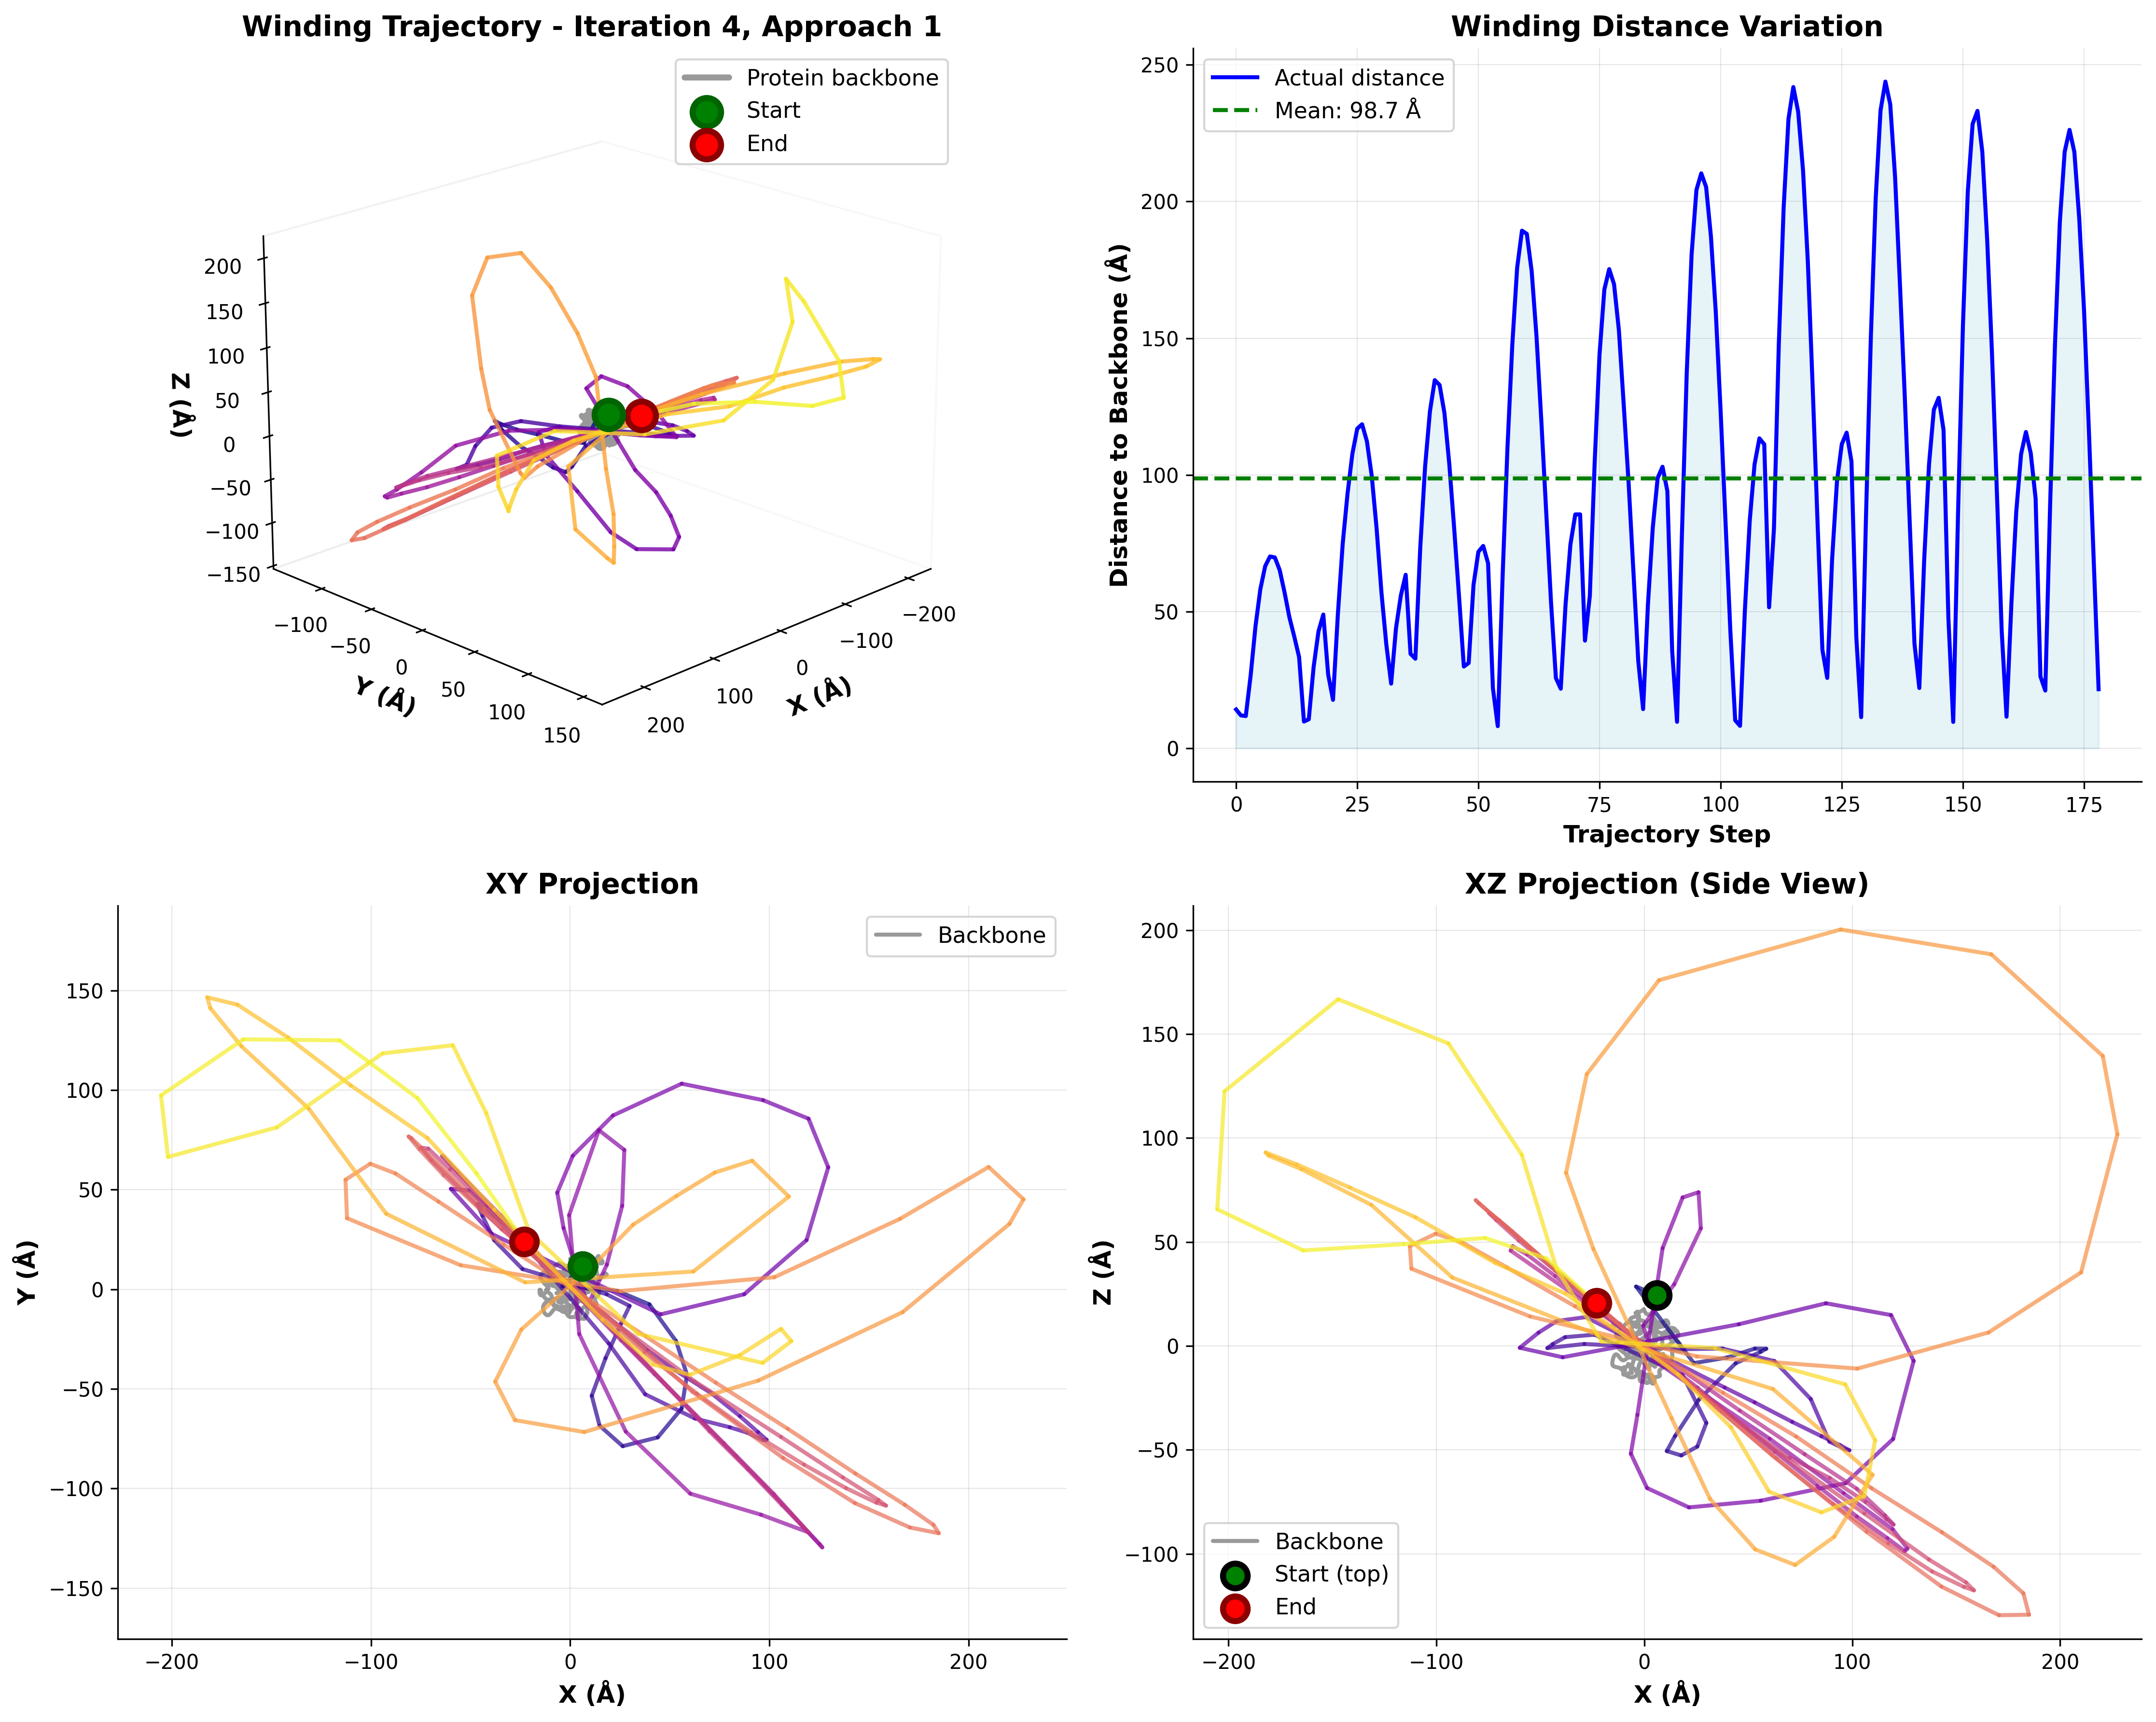 Winding Trajectory - Iteration 4, Approach 1
Protein backbone
Start
End
Z (Å)
200
150
100
50
0
−50
−100
−150
−100
−50
0
50
100
150
Y (Å)
200
100
0
−100
−200
X (Å)
Winding Distance Variation
Actual distance
Mean: 98.7 Å
Distance to Backbone (Å)
250
200
150
100
50
0
0 25 50 75 100 125 150 175
Trajectory Step
XY Projection
Backbone
Y (Å)
150
100
50
0
−50
−100
−150
−200 −100 0 100 200
X (Å)
XZ Projection (Side View)
Z (Å)
200
150
100
50
0
−50
−100
Backbone
Start (top)
End
−200 −100 0 100 200
X (Å)